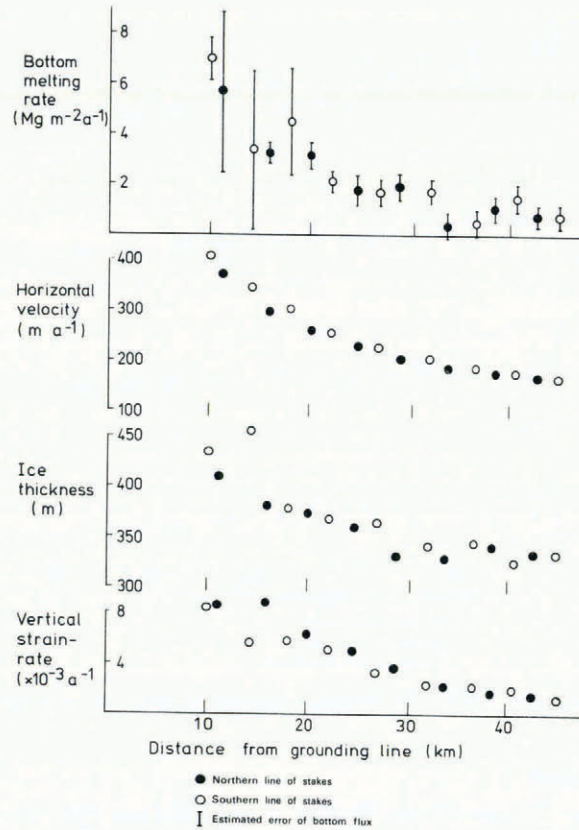 Bottom
melting
rate
(Mg m⁻²a⁻¹)
8
6
4
2
Horizontal
velocity
(m a⁻¹)
400
300
200
100
Ice
thickness
(m)
450
400
350
300
Vertical
strain-
rate
(×10⁻³a⁻¹
8
4
10
20
30
40
Distance from grounding line (km)
● Northern line of stakes
○ Southern line of stakes
I Estimated error of bottom flux